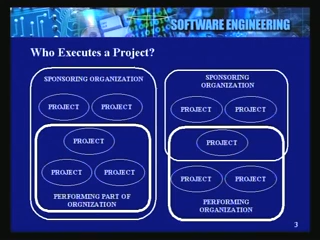 SOFTWARE ENGINEERING
Who Executes a Project?
SPONSORING ORGANIZATION
PROJECT PROJECT
PROJECT
PROJECT PROJECT
PERFORMING PART OF
ORGNIZATION
SPONSORING
ORGANIZATION
PROJECT PROJECT
PROJECT
PROJECT PROJECT
PERFORMING
ORGANIZATION
3